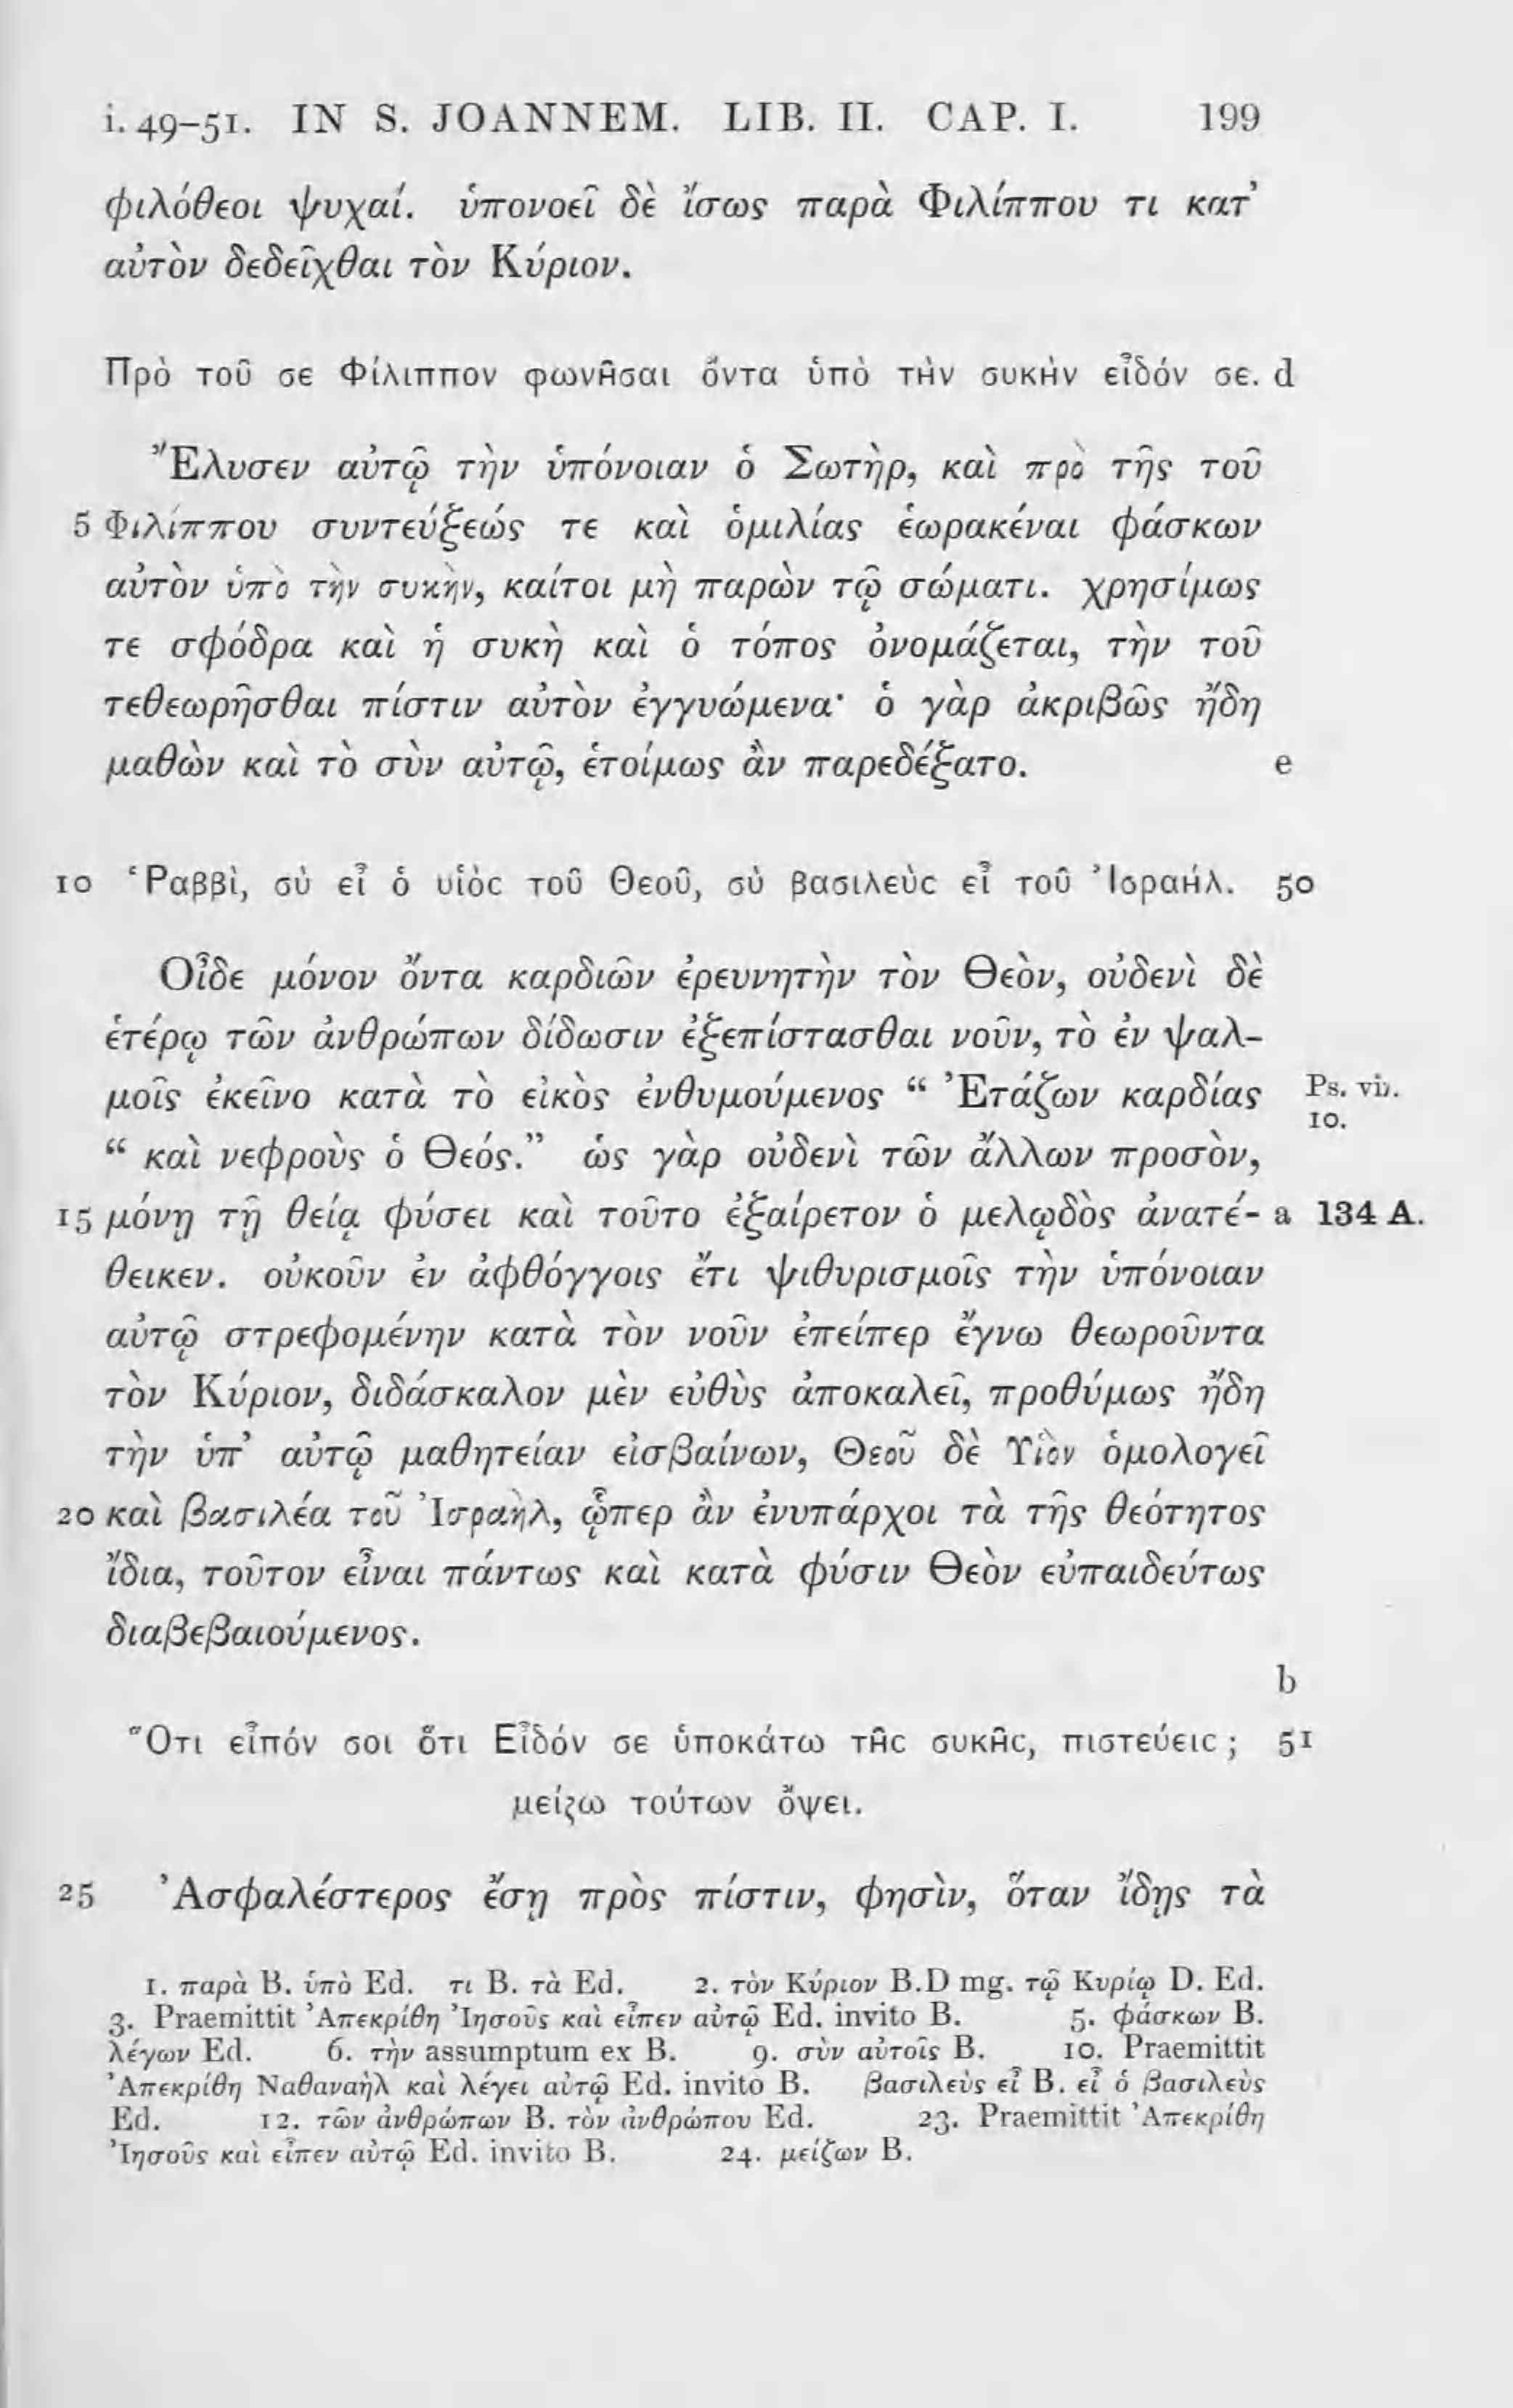 i. 49–51. IN S. JOANNEM. LIB. II. CAP. I. 199
φιλόθεοι ψυχαί. ὑπονοεῖ δὲ ἴσως παρὰ Φιλίππου τι κατ’
αὐτὸν δεδεῖχθαι τὸν Κύριον.
Πρὸ τοῦ σε Φίλιππον φωνῆσαι ὄντα ὑπὸ τὴν συκὴν εἶδόν σε. d
Ἔλυσεν αὐτῷ τὴν ὑπόνοιαν ὁ Σωτὴρ, καὶ πρὸ τῆς τοῦ
5 Φιλίππου συντεύξεώς τε καὶ ὁμιλίας ἑωρακέναι φάσκων
αὐτὸν ὑπὸ τὴν συκὴν, καίτοι μὴ παρὼν τῷ σώματι. χρησίμως
τε σφόδρα καὶ ἡ συκὴ καὶ ὁ τόπος ὀνομάζεται, τὴν τοῦ
τεθεωρῆσθαι πίστιν αὐτὸν ἐγγυώμενα· ὁ γὰρ ἀκριβῶς ἤδη
μαθὼν καὶ τὸ σὺν αὐτῷ, ἑτοίμως ἂν παρεδέξατο. e
10 Ῥαββὶ, σὺ εἶ ὁ υἱὸς τοῦ Θεοῦ, σὺ βασιλεὺς εἶ τοῦ Ἰσραήλ. 50
Οἶδε μόνον ὄντα καρδιῶν ἐρευνητὴν τὸν Θεὸν, οὐδενὶ δὲ
ἑτέρῳ τῶν ἀνθρώπων δίδωσιν ἐξεπίστασθαι νοῦν, τὸ ἐν ψαλ-
μοῖς ἐκεῖνο κατὰ τὸ εἰκὸς ἐνθυμούμενος “ Ἐτάζων καρδίας Ps. vii.
10.
“ καὶ νεφροὺς ὁ Θεός.” ὡς γὰρ οὐδενὶ τῶν ἄλλων προσὸν,
15 μόνῃ τῇ θείᾳ φύσει καὶ τοῦτο ἐξαίρετον ὁ μελῳδὸς ἀνατέ- a 134 A.
θεικεν. οὐκοῦν ἐν ἀφθόγγοις ἔτι ψιθυρισμοῖς τὴν ὑπόνοιαν
αὐτῷ στρεφομένην κατὰ τὸν νοῦν ἐπείπερ ἔγνω θεωροῦντα
τὸν Κύριον, διδάσκαλον μὲν εὐθὺς ἀποκαλεῖ, προθύμως ἤδη
τὴν ὑπ’ αὐτῷ μαθητείαν εἰσβαίνων, Θεοῦ δὲ Υἱὸν ὁμολογεῖ
20 καὶ βασιλέα τοῦ Ἰσραὴλ, ᾧπερ ἂν ἐνυπάρχοι τὰ τῆς θεότητος
ἴδια, τοῦτον εἶναι πάντως καὶ κατὰ φύσιν Θεὸν εὐπαιδεύτως
διαβεβαιούμενος.
b
Ὅτι εἶπόν σοι ὅτι Εἶδόν σε ὑποκάτω τῆς συκῆς, πιστεύεις ; 51
μείζω τούτων ὄψει.
25 Ἀσφαλέστερος ἔσῃ πρὸς πίστιν, φησὶν, ὅταν ἴδῃς τὰ
1. παρὰ B. ὑπὸ Ed. τι B. τὰ Ed. 2. τὸν Κύριον B.D mg. τῷ Κυρίῳ D. Ed.
3. Praemittit Ἀπεκρίθη Ἰησοῦς καὶ εἶπεν αὐτῷ Ed. invito B. 5. φάσκων B.
λέγων Ed. 6. τὴν assumptum ex B. 9. σὺν αὐτοῖς B. 10. Praemittit
Ἀπεκρίθη Ναθαναὴλ καὶ λέγει αὐτῷ Ed. invito B. βασιλεὺς εἶ B. εἶ ὁ βασιλεὺς
Ed. 12. τῶν ἀνθρώπων B. τὸν ἀνθρώπου Ed. 23. Praemittit Ἀπεκρίθη
Ἰησοῦς καὶ εἶπεν αὐτῷ Ed. invito B. 24. μείζων B.